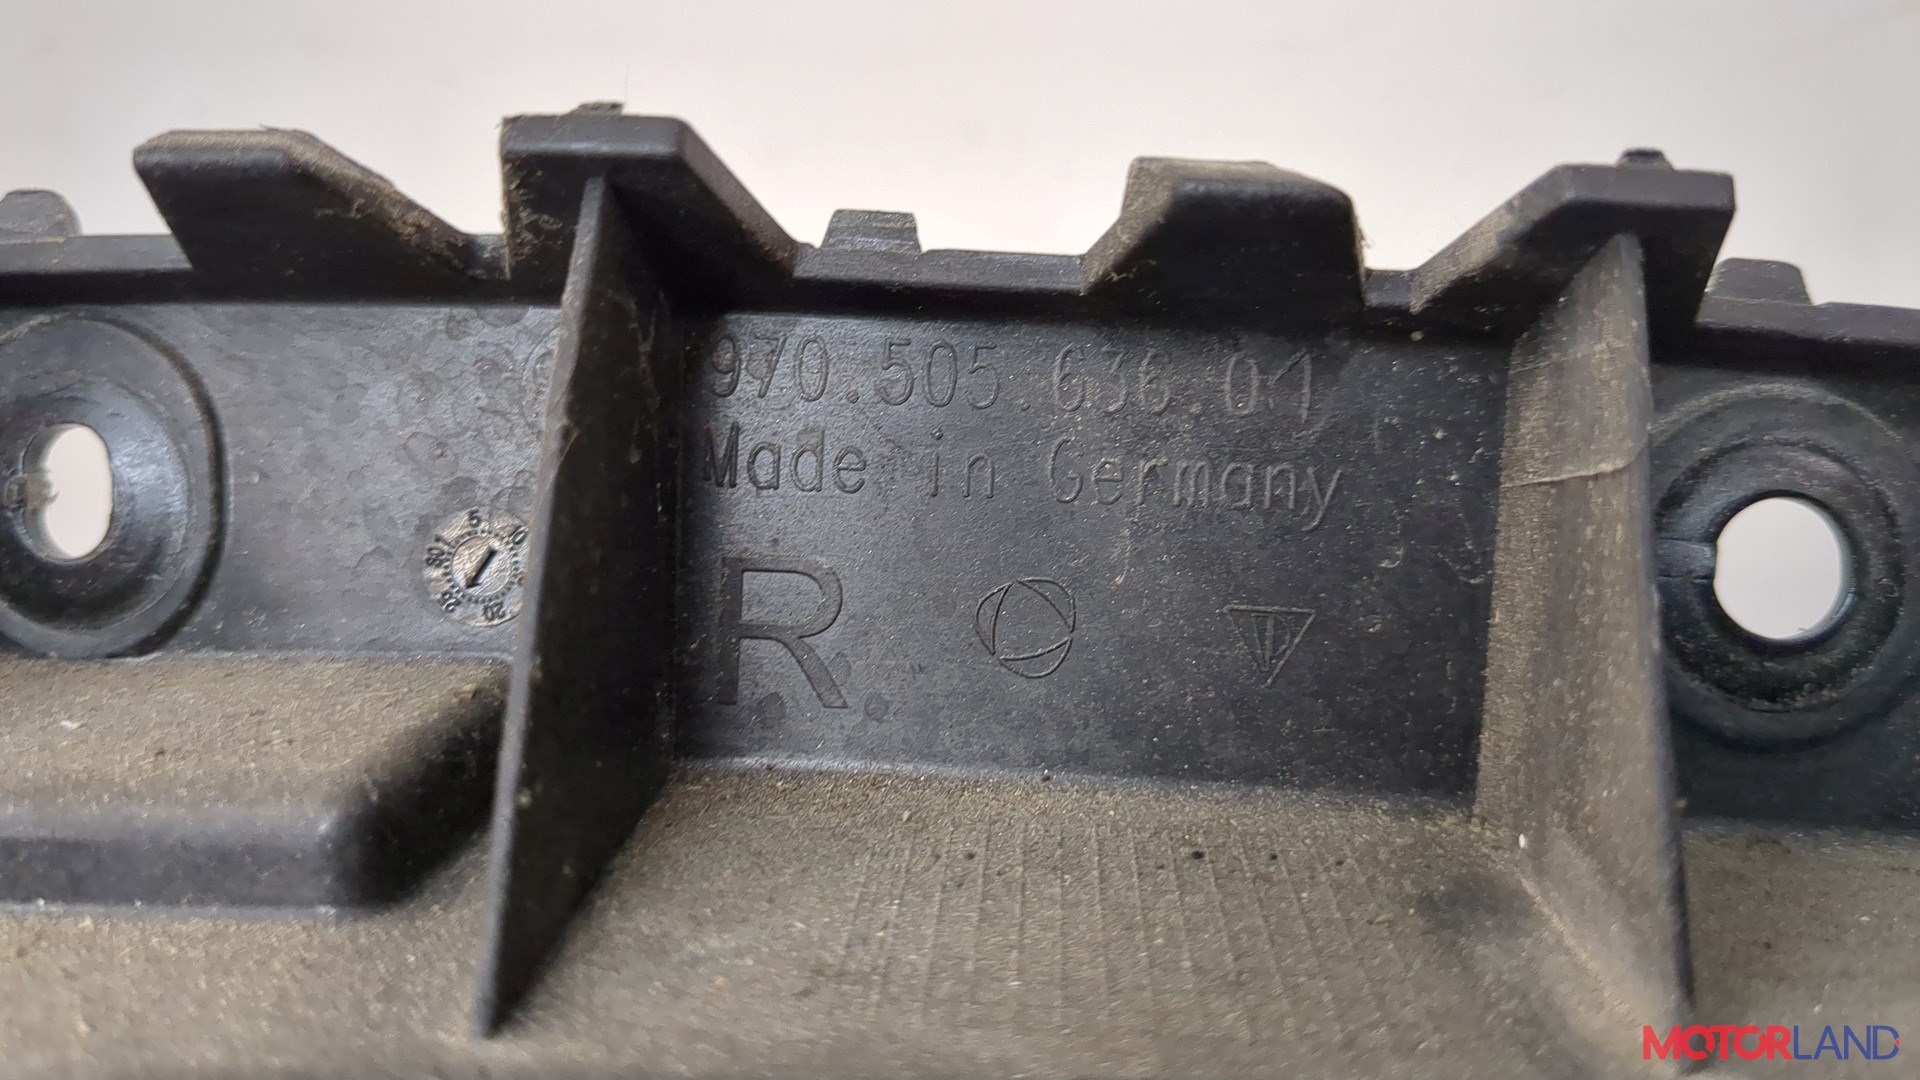 970.505.636.01
Made in Germany
R
MOTORLAND